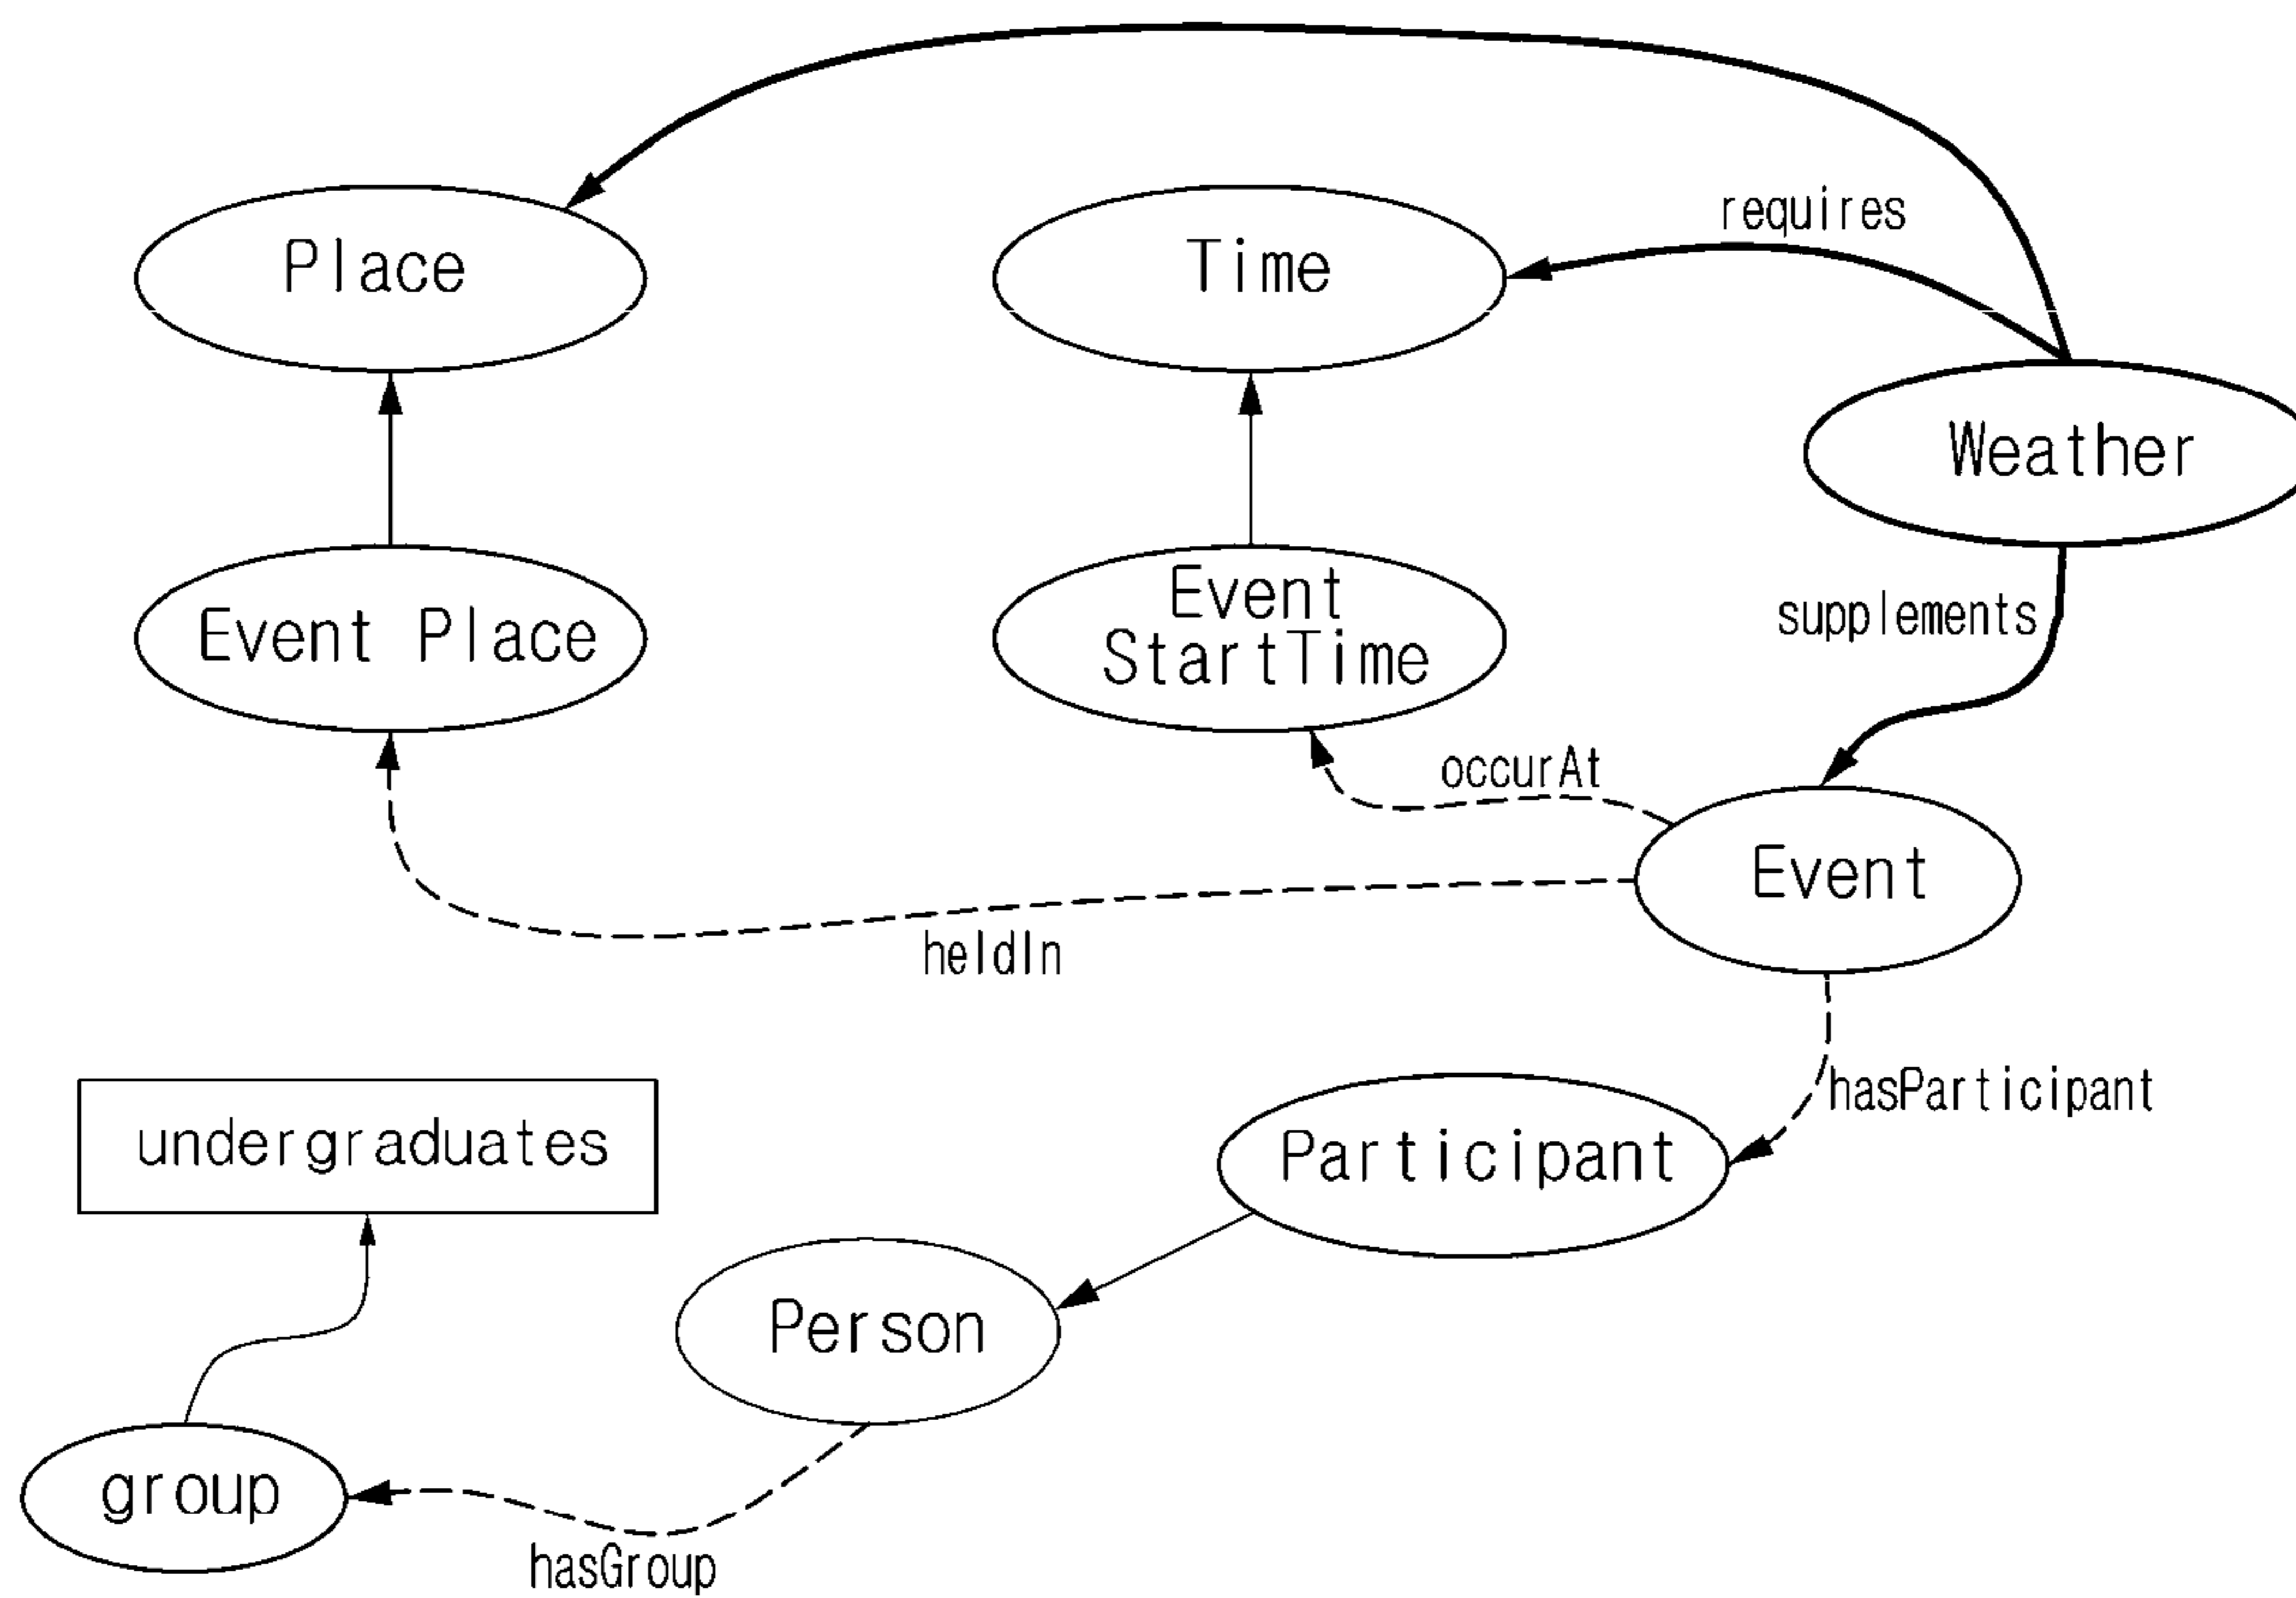 requires
Place
Time
Weather
Event
StartTime
Event Place
supplements
occurAt
Event
heldIn
hasParticipant
undergraduates
Participant
Person
group
hasGroup